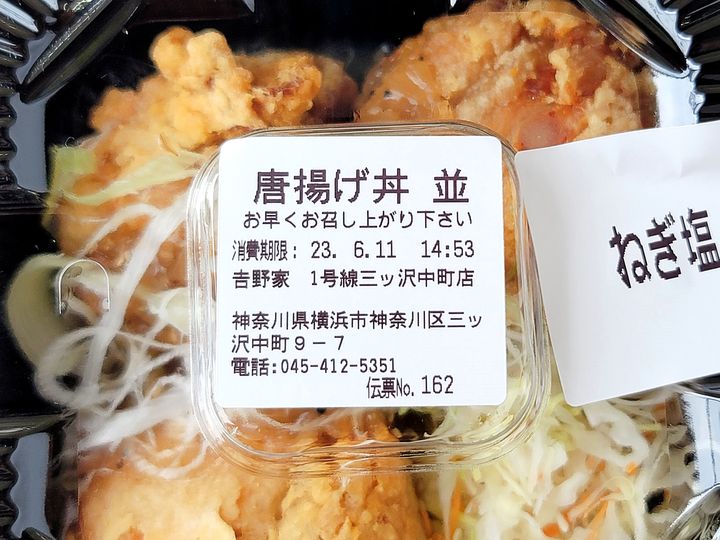 唐揚げ丼 並
お早くお召し上がり下さい
消費期限: 23. 6.11 14:53
吉野家 1号線三ッ沢中町店
神奈川県横浜市神奈川区三ッ
沢中町9-7
電話:045-412-5351
伝票No. 162
ねぎ塩